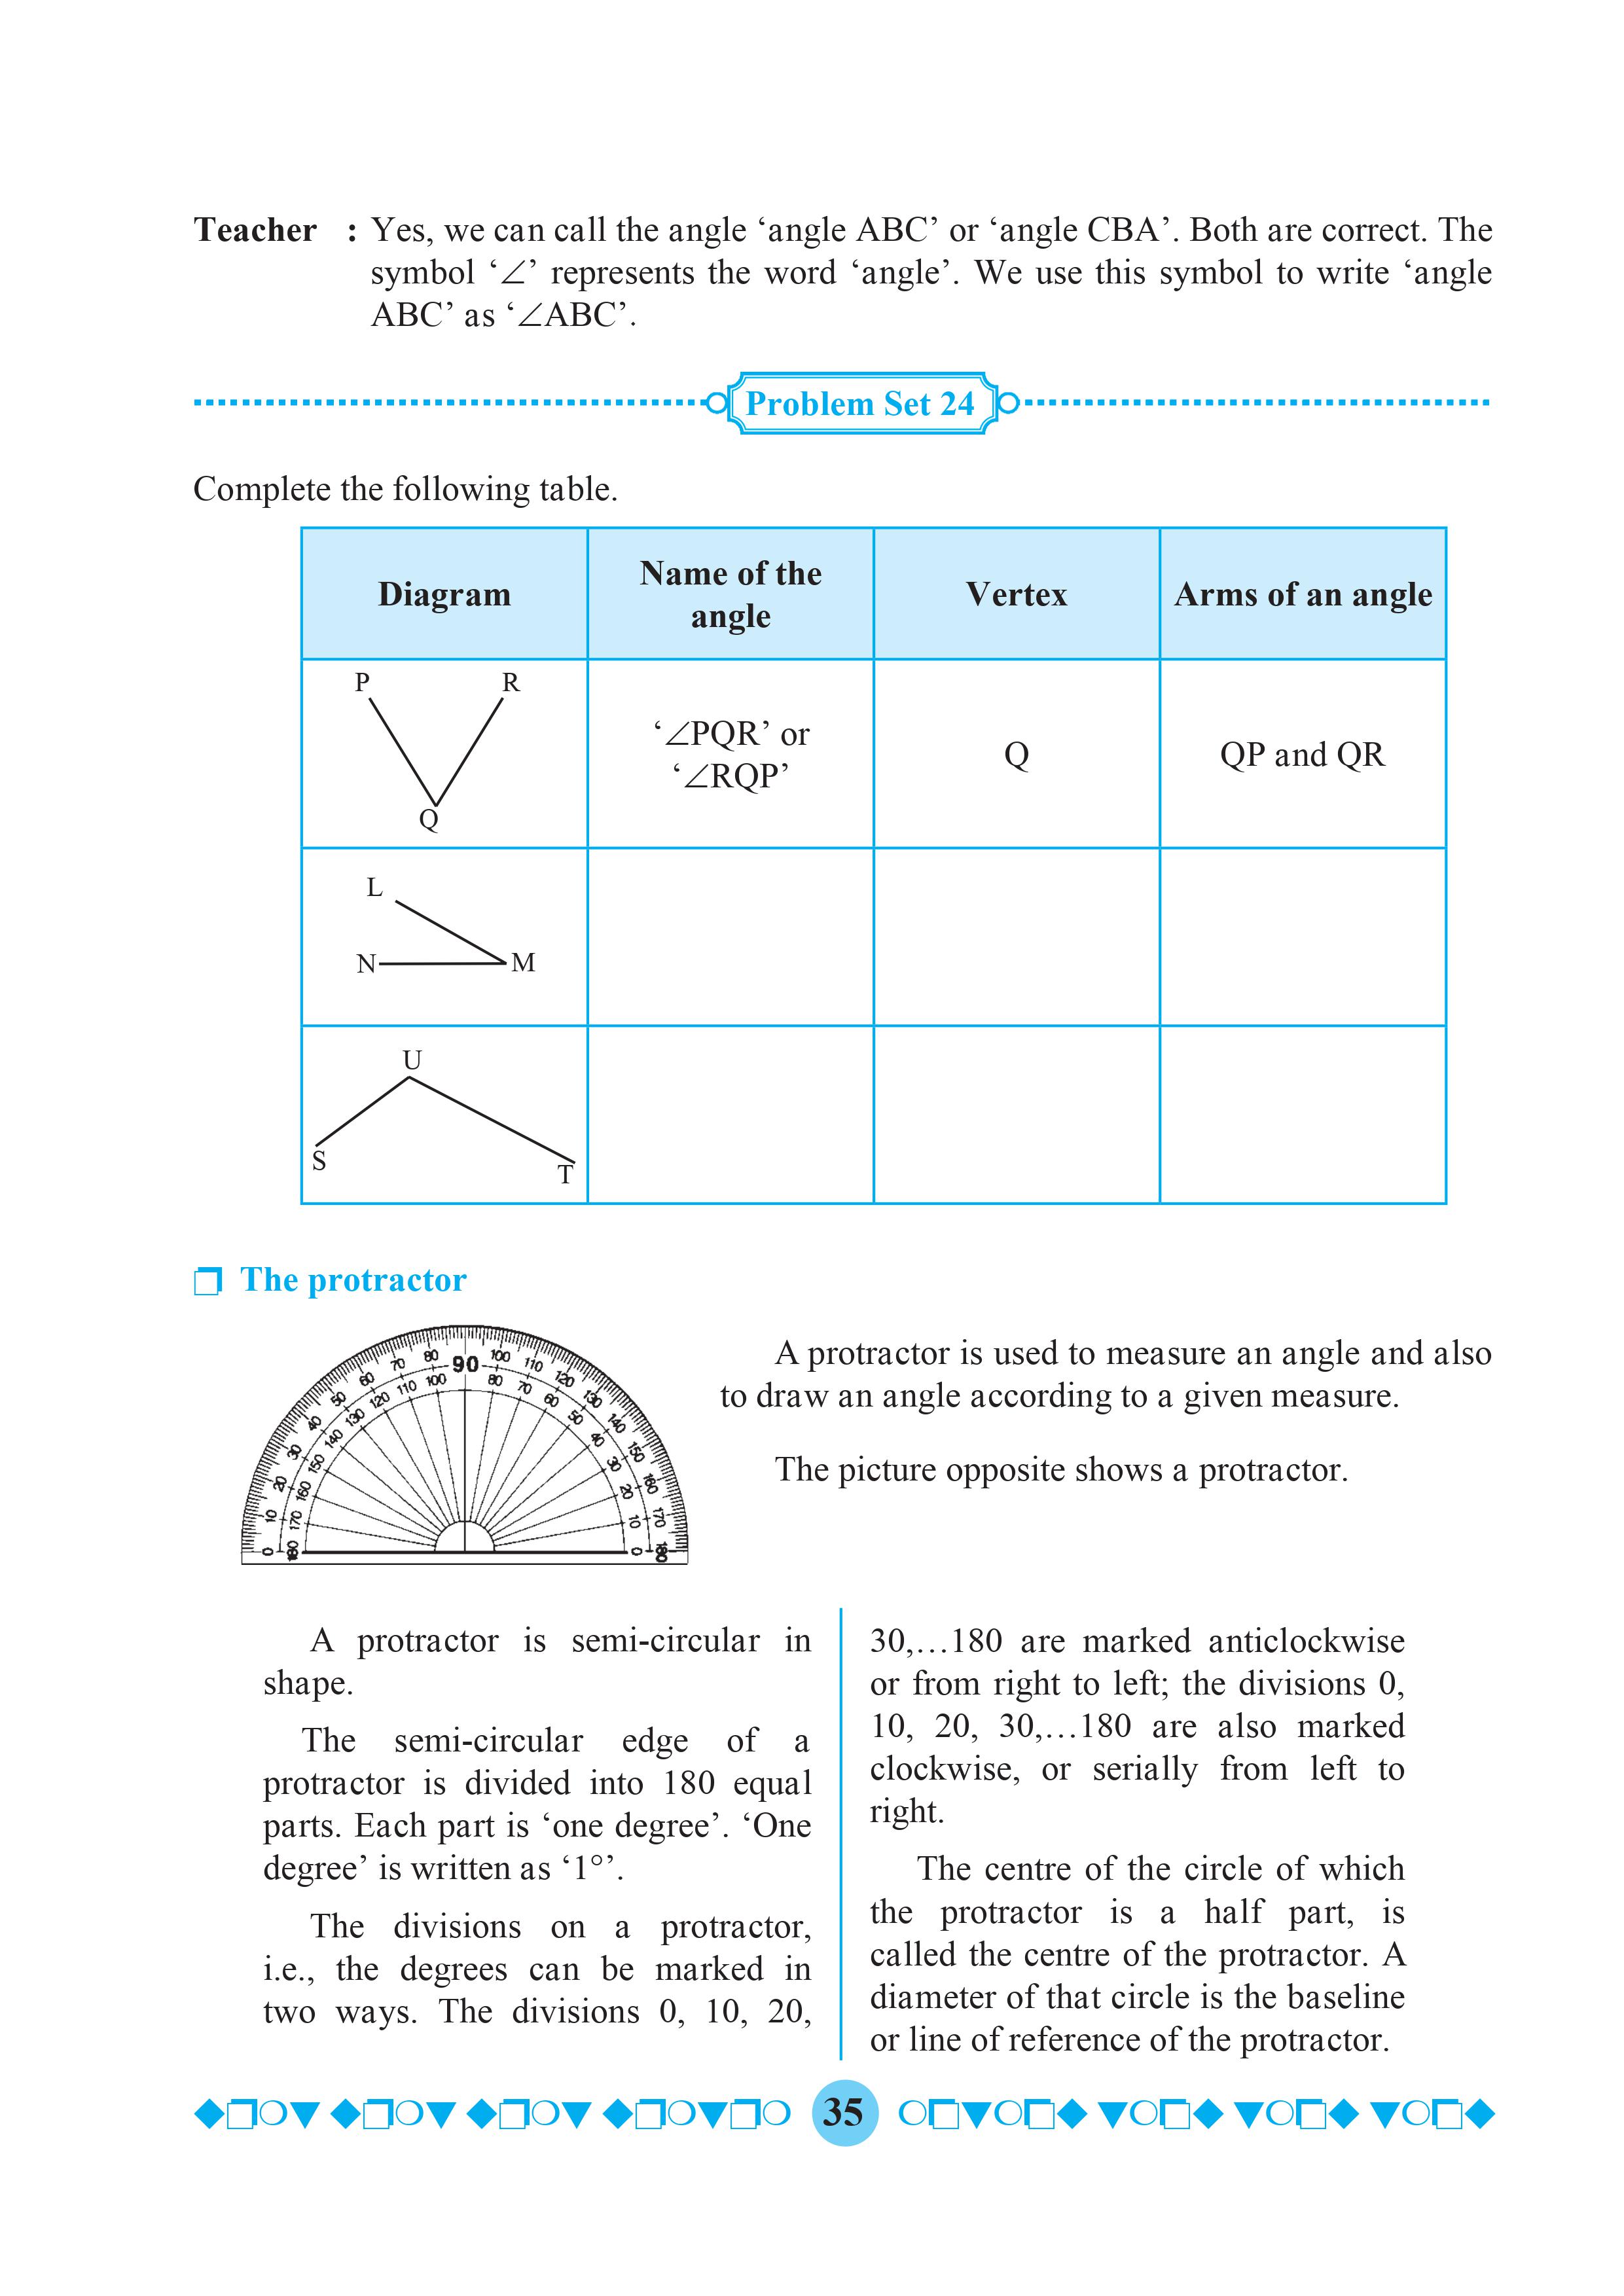 Teacher : Yes, we can call the angle ‘angle ABC’ or ‘angle CBA’. Both are correct. The
symbol ‘∠’ represents the word ‘angle’. We use this symbol to write ‘angle
ABC’ as ‘∠ABC’.
Problem Set 24
Complete the following table.
Diagram
Name of the
angle
Vertex
Arms of an angle
P
R
Q
‘∠PQR’ or
‘∠RQP’
Q
QP and QR
L
N
M
U
S
T
The protractor
0 10 20 30 40 50 60 70 80 90 100 110 120 130 140 150 160 170 180
180 170 160 150 140 130 120 110 100 80 70 60 50 40 30 20 10 0
A protractor is used to measure an angle and also
to draw an angle according to a given measure.
The picture opposite shows a protractor.
A protractor is semi-circular in
shape.
The semi-circular edge of a
protractor is divided into 180 equal
parts. Each part is ‘one degree’. ‘One
degree’ is written as ‘1°’.
The divisions on a protractor,
i.e., the degrees can be marked in
two ways. The divisions 0, 10, 20,
30,…180 are marked anticlockwise
or from right to left; the divisions 0,
10, 20, 30,…180 are also marked
clockwise, or serially from left to
right.
The centre of the circle of which
the protractor is a half part, is
called the centre of the protractor. A
diameter of that circle is the baseline
or line of reference of the protractor.
35